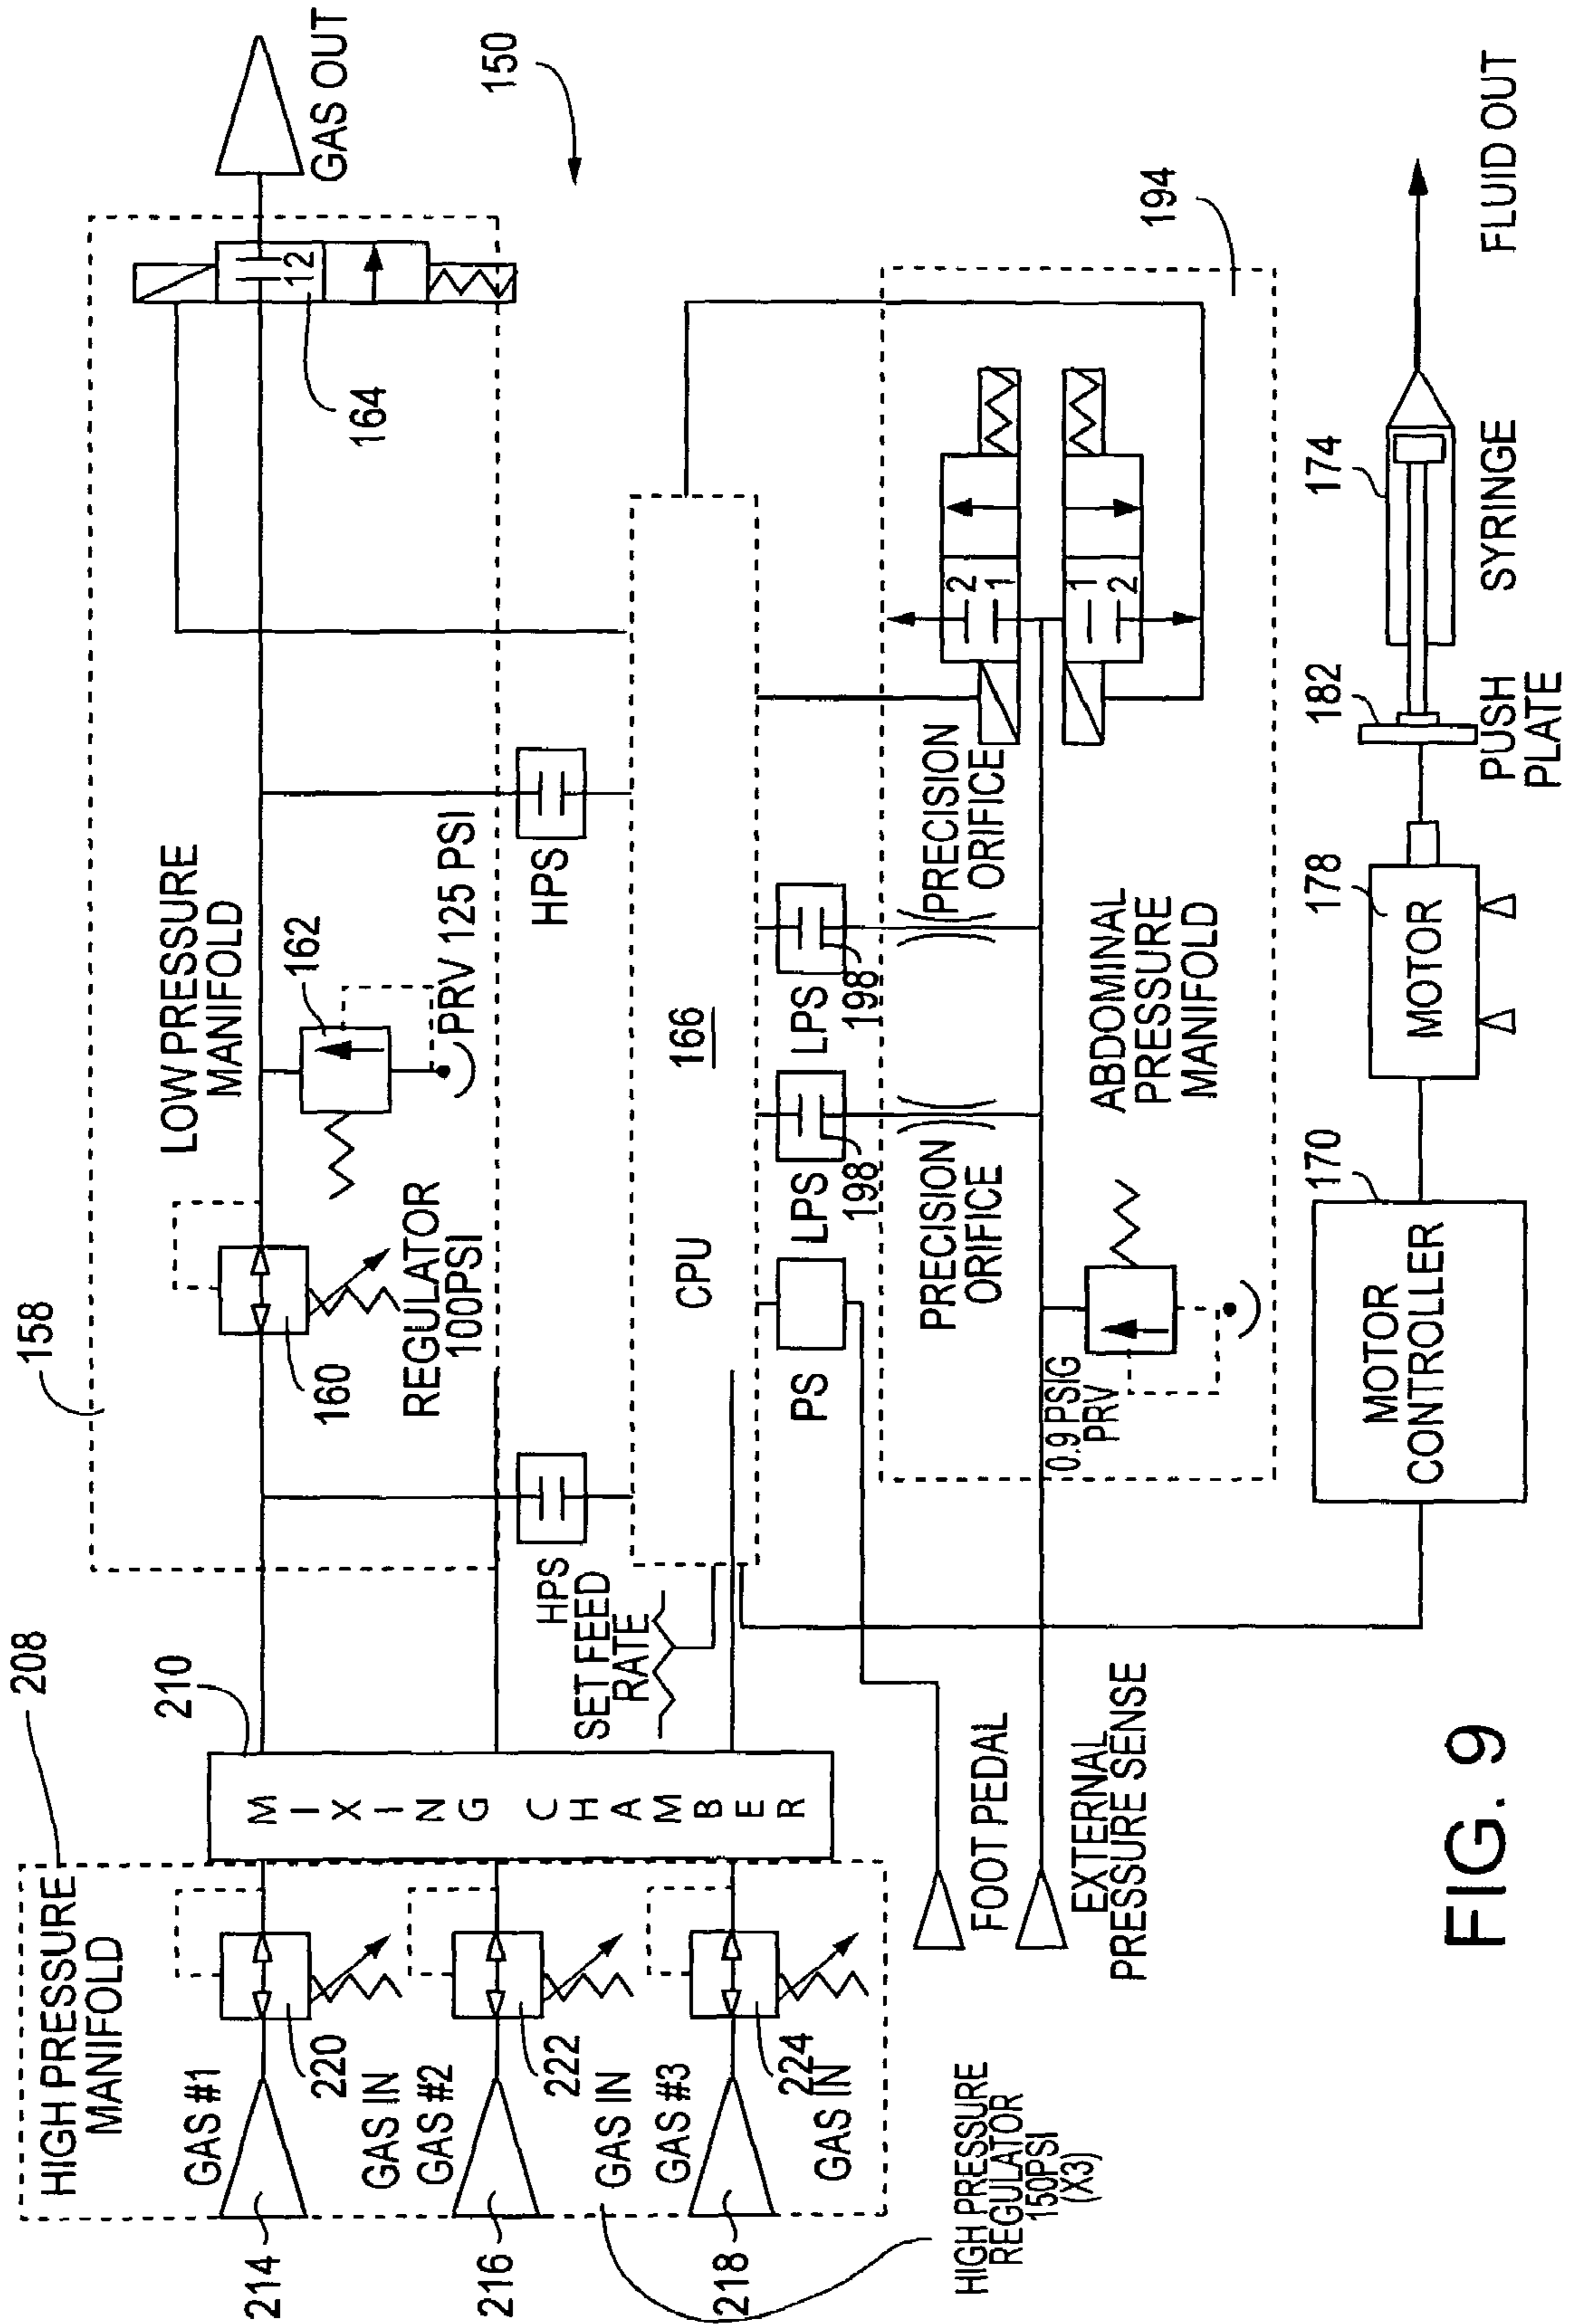 208
HIGH PRESSURE
MANIFOLD
GAS #1
214
220
GAS IN
GAS #2
216
222
GAS IN
GAS #3
218
224
GAS IN
HIGH PRESSURE
REGULATOR
150PSI
(X3)
210
MIXING CHAMBER
158
LOW PRESSURE
MANIFOLD
160
REGULATOR
100PSI
162
PRV 125 PSI
164
12
GAS OUT
150
HPS
HPS
SET FEED
RATE
CPU
166
PS
LPS
198
LPS
198
FOOT PEDAL
EXTERNAL
PRESSURE SENSE
0.9 PSIG
PRV
PRECISION
ORIFICE
PRECISION
ORIFICE
ABDOMINAL
PRESSURE
MANIFOLD
2
1
1
2
194
170
MOTOR
CONTROLLER
178
MOTOR
182
PUSH
PLATE
174
SYRINGE
FLUID OUT
FIG. 9